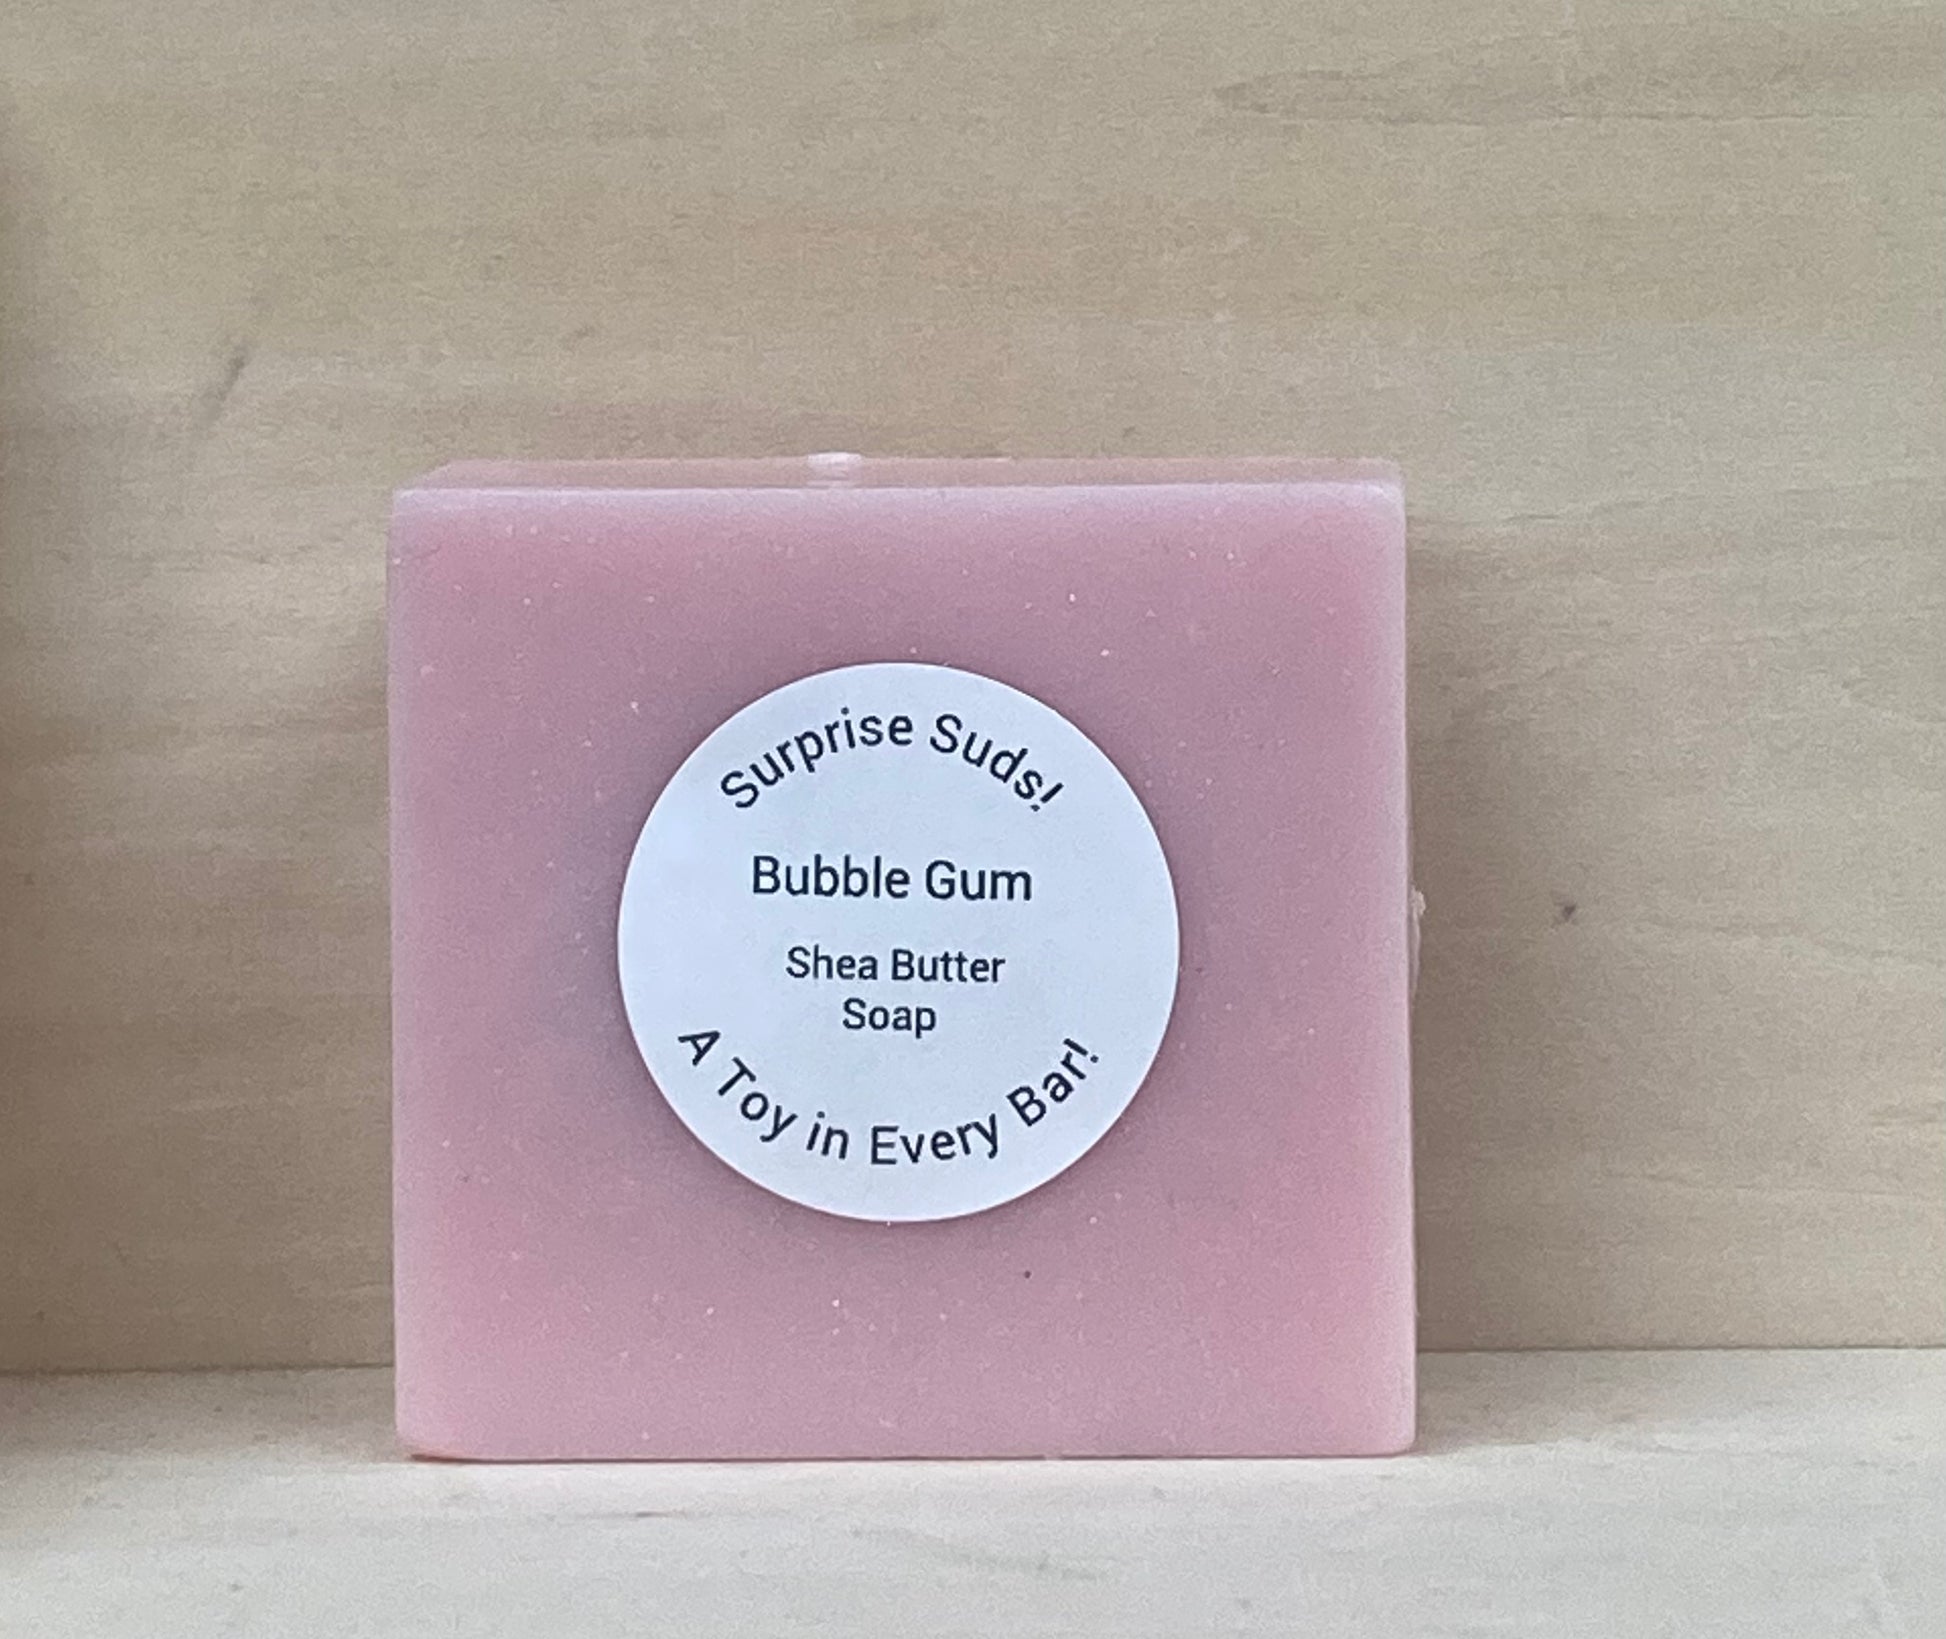 Surprise Suds!
Bubble Gum
Shea Butter
Soap
A Toy in Every Bar!